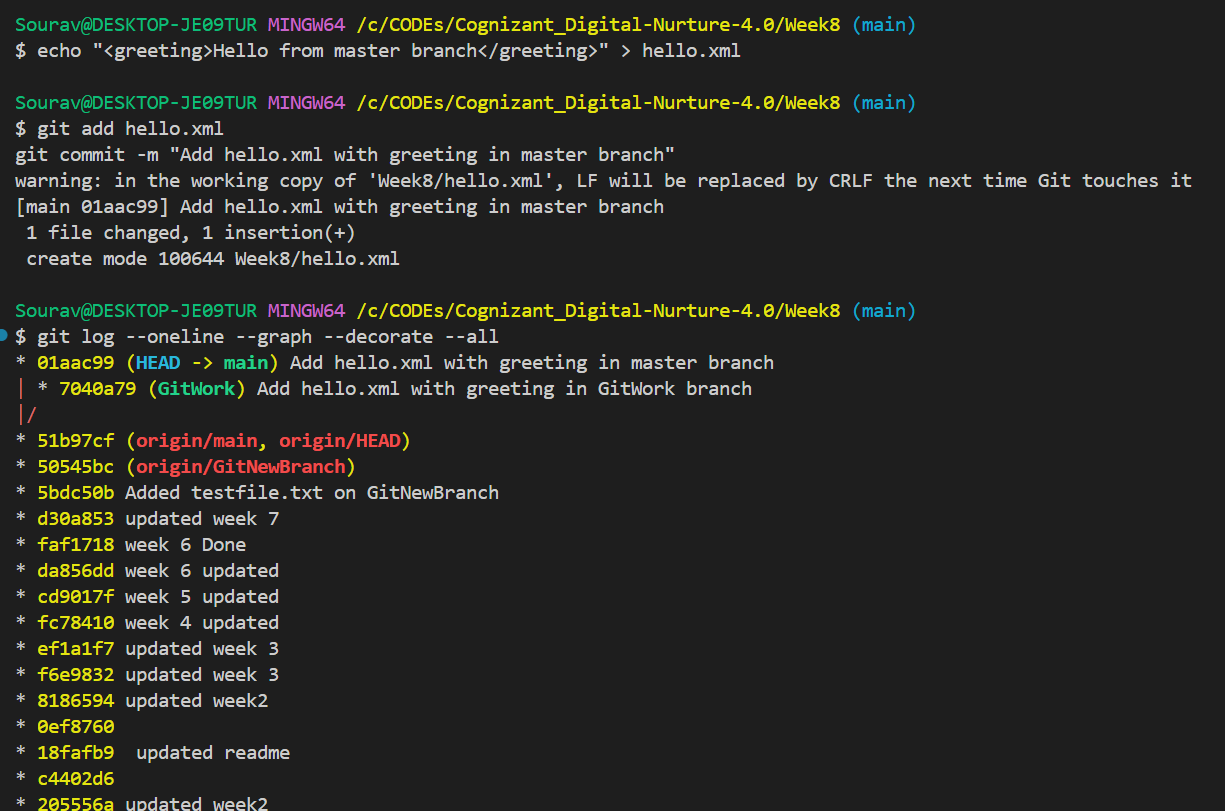 Sourav@DESKTOP-JE09TUR MINGW64 /c/CODEs/Cognizant_Digital-Nurture-4.0/Week8 (main)
$ echo "<greeting>Hello from master branch</greeting>" > hello.xml
Sourav@DESKTOP-JE09TUR MINGW64 /c/CODEs/Cognizant_Digital-Nurture-4.0/Week8 (main)
$ git add hello.xml
git commit -m "Add hello.xml with greeting in master branch"
warning: in the working copy of 'Week8/hello.xml', LF will be replaced by CRLF the next time Git touches it
[main 01aac99] Add hello.xml with greeting in master branch
 1 file changed, 1 insertion(+)
 create mode 100644 Week8/hello.xml
Sourav@DESKTOP-JE09TUR MINGW64 /c/CODEs/Cognizant_Digital-Nurture-4.0/Week8 (main)
$ git log --oneline --graph --decorate --all
* 01aac99 (HEAD -> main) Add hello.xml with greeting in master branch
| * 7040a79 (GitWork) Add hello.xml with greeting in GitWork branch
|/
* 51b97cf (origin/main, origin/HEAD)
* 50545bc (origin/GitNewBranch)
* 5bdc50b Added testfile.txt on GitNewBranch
* d30a853 updated week 7
* faf1718 week 6 Done
* da856dd week 6 updated
* cd9017f week 5 updated
* fc78410 week 4 updated
* ef1a1f7 updated week 3
* f6e9832 updated week 3
* 8186594 updated week2
* 0ef8760
* 18fafb9  updated readme
* c4402d6
* 205556a updated week2